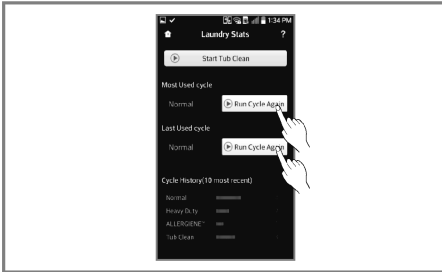 1:34 PM
Laundry Stats ?
Start Tub Clean
Most Used cycle
Normal Run Cycle Again
Last Used cycle
Normal Run Cycle Again
Cycle History(10 most recent)
Normal
Heavy Duty
ALLERGIENE™
Tub Clean